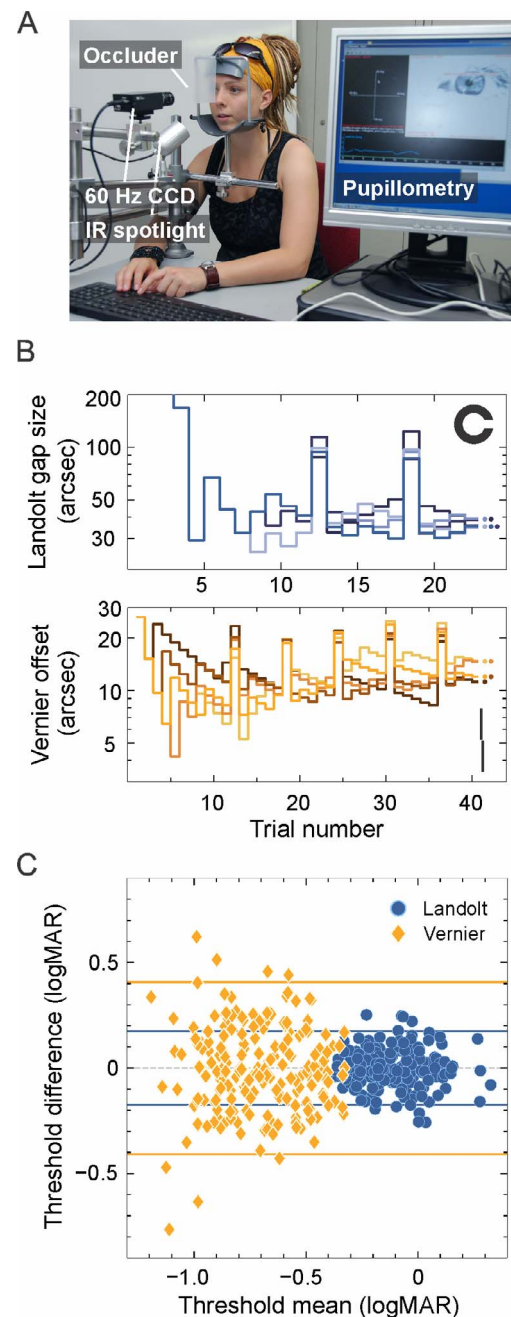 A
Occluder
60 Hz CCD
IR spotlight
Pupillometry
B
Landolt gap size
(arcsec)
200
100
50
30
5
10
15
20
Vernier offset
(arcsec)
30
20
10
5
10
20
30
40
Trial number
C
Threshold difference (logMAR)
0.5
0
−0.5
Landolt
Vernier
−1.0
−0.5
0
Threshold mean (logMAR)